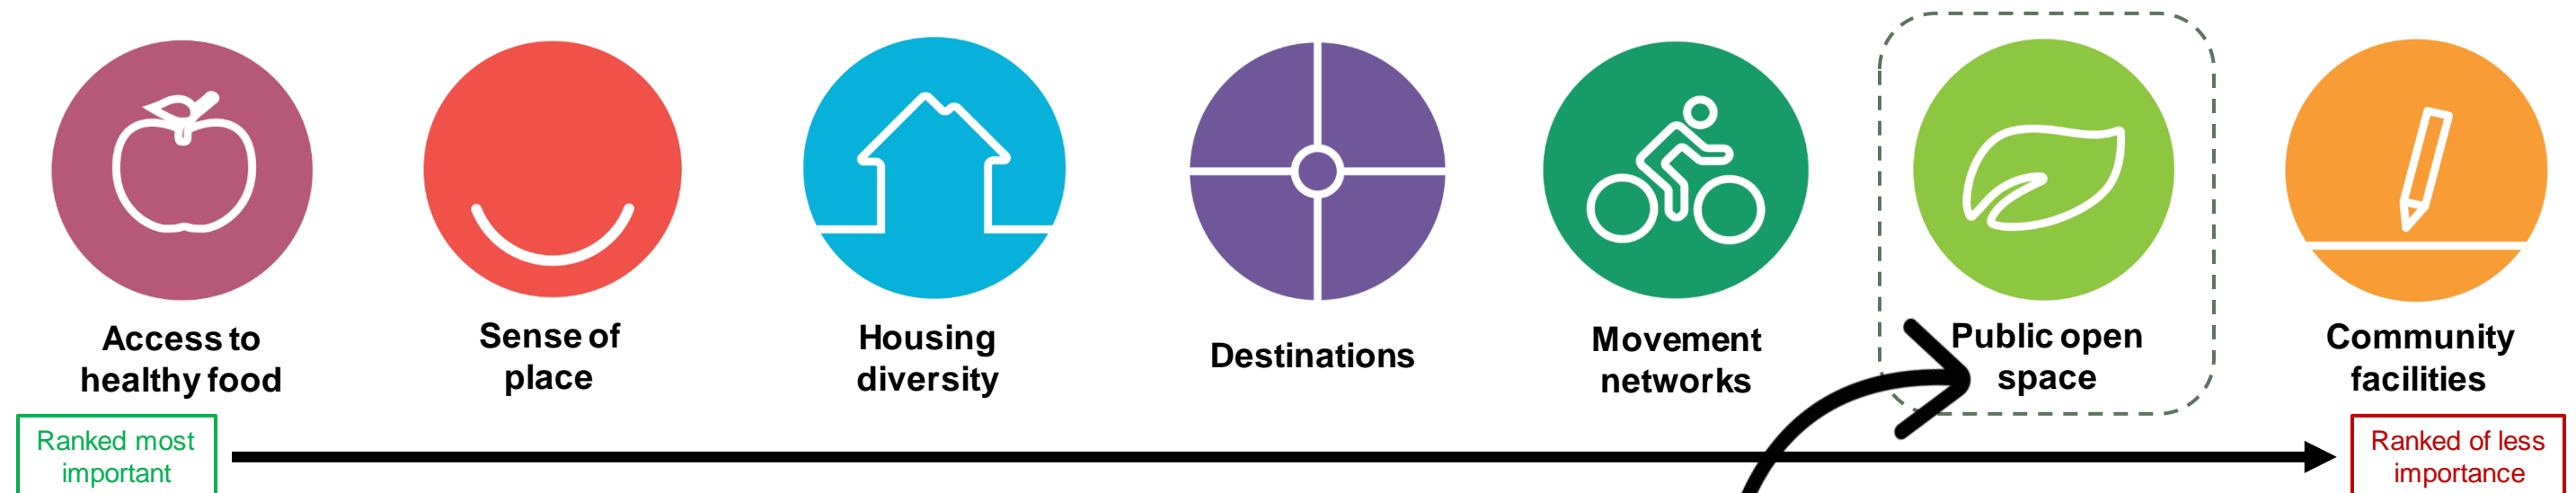 Access to
healthy food
Sense of
place
Housing
diversity
Destinations
Movement
networks
Public open
space
Community
facilities
Ranked most
important
Ranked of less
importance